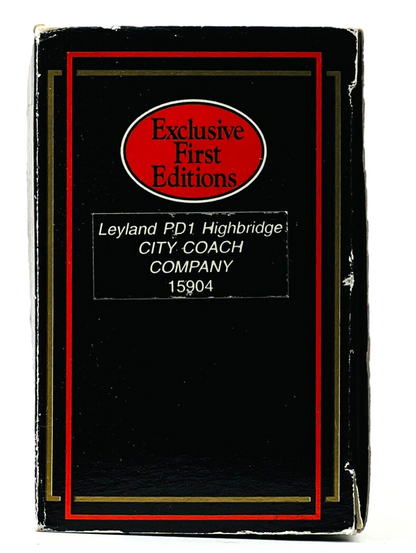 Exclusive
First
Editions
Leyland PD1 Highbridge
CITY COACH
COMPANY
15904